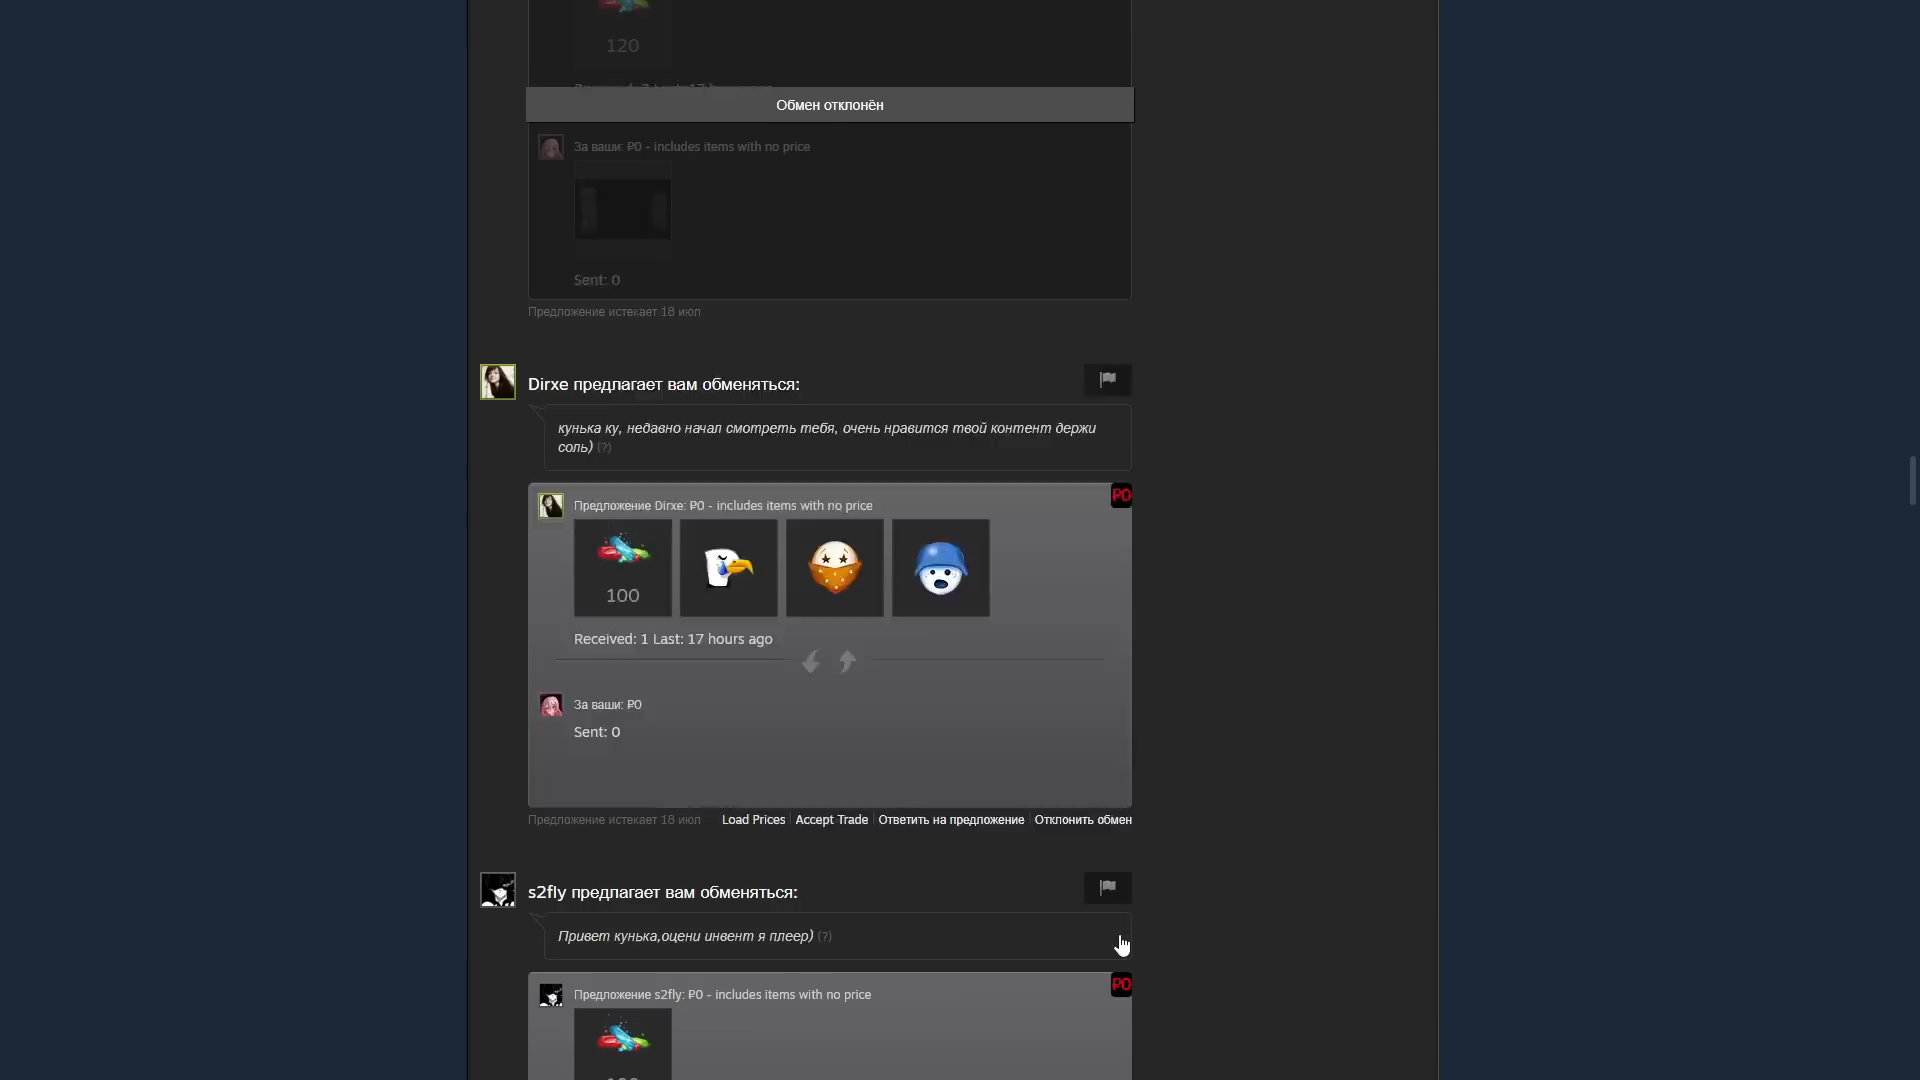 120
Обмен отклонён
За ваши: ₽0 - includes items with no price
Sent: 0
Предложение истекает 18 июл
Dirxe предлагает вам обменяться:
кунька ку, недавно начал смотреть тебя, очень нравится твой контент держи
соль) (?)
₽0
Предложение Dirxe: ₽0 - includes items with no price
100
Received: 1 Last: 17 hours ago
За ваши: ₽0
Sent: 0
Предложение истекает 18 июл
Load Prices | Accept Trade | Ответить на предложение | Отклонить обмен
s2fly предлагает вам обменяться:
Привет кунька,оцени инвент я плеер) (?)
₽0
Предложение s2fly: ₽0 - includes items with no price